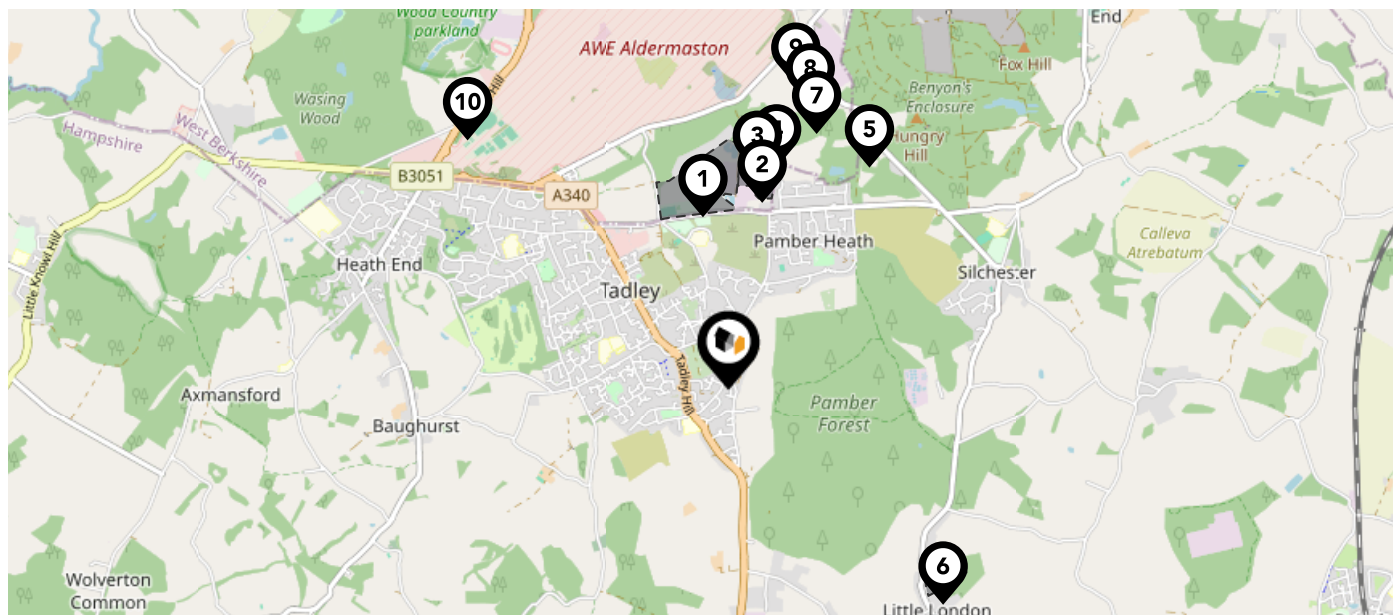 Wood Country
parkland
End
AWE Aldermaston
Fox Hill
Hill
Wasing
Wood
Benyon's
Enclosure
9
8
7
10
5
3
2
1
Hungry
Hill
West Berkshire
Hampshire
B3051
A340
Pamber Heath
Calleva
Atrebatum
Heath End
Silchester
Little Knowl Hill
Tadley
Tadley Hill
Axmansford
Pamber
Forest
Baughurst
6
Wolverton
Common
Little London